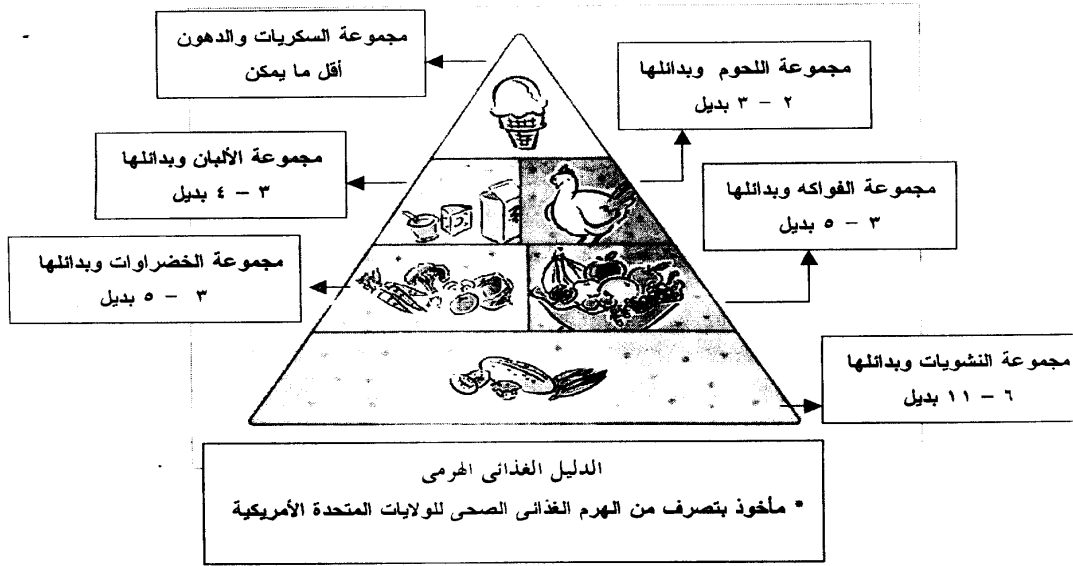 مجموعة السكريات والدهون
أقل ما يمكن
مجموعة اللحوم وبدائلها
٢ - ٣ بديل
مجموعة الألبان وبدائلها
٣ - ٤ بديل
مجموعة الفواكه وبدائلها
٣ - ٥ بديل
مجموعة الخضراوات وبدائلها
٣ - ٥ بديل
مجموعة النشويات وبدائلها
٦ - ١١ بديل
الدليل الغذائى الهرمى
* مأخوذ بتصرف من الهرم الغذائى الصحى للولايات المتحدة الأمريكية